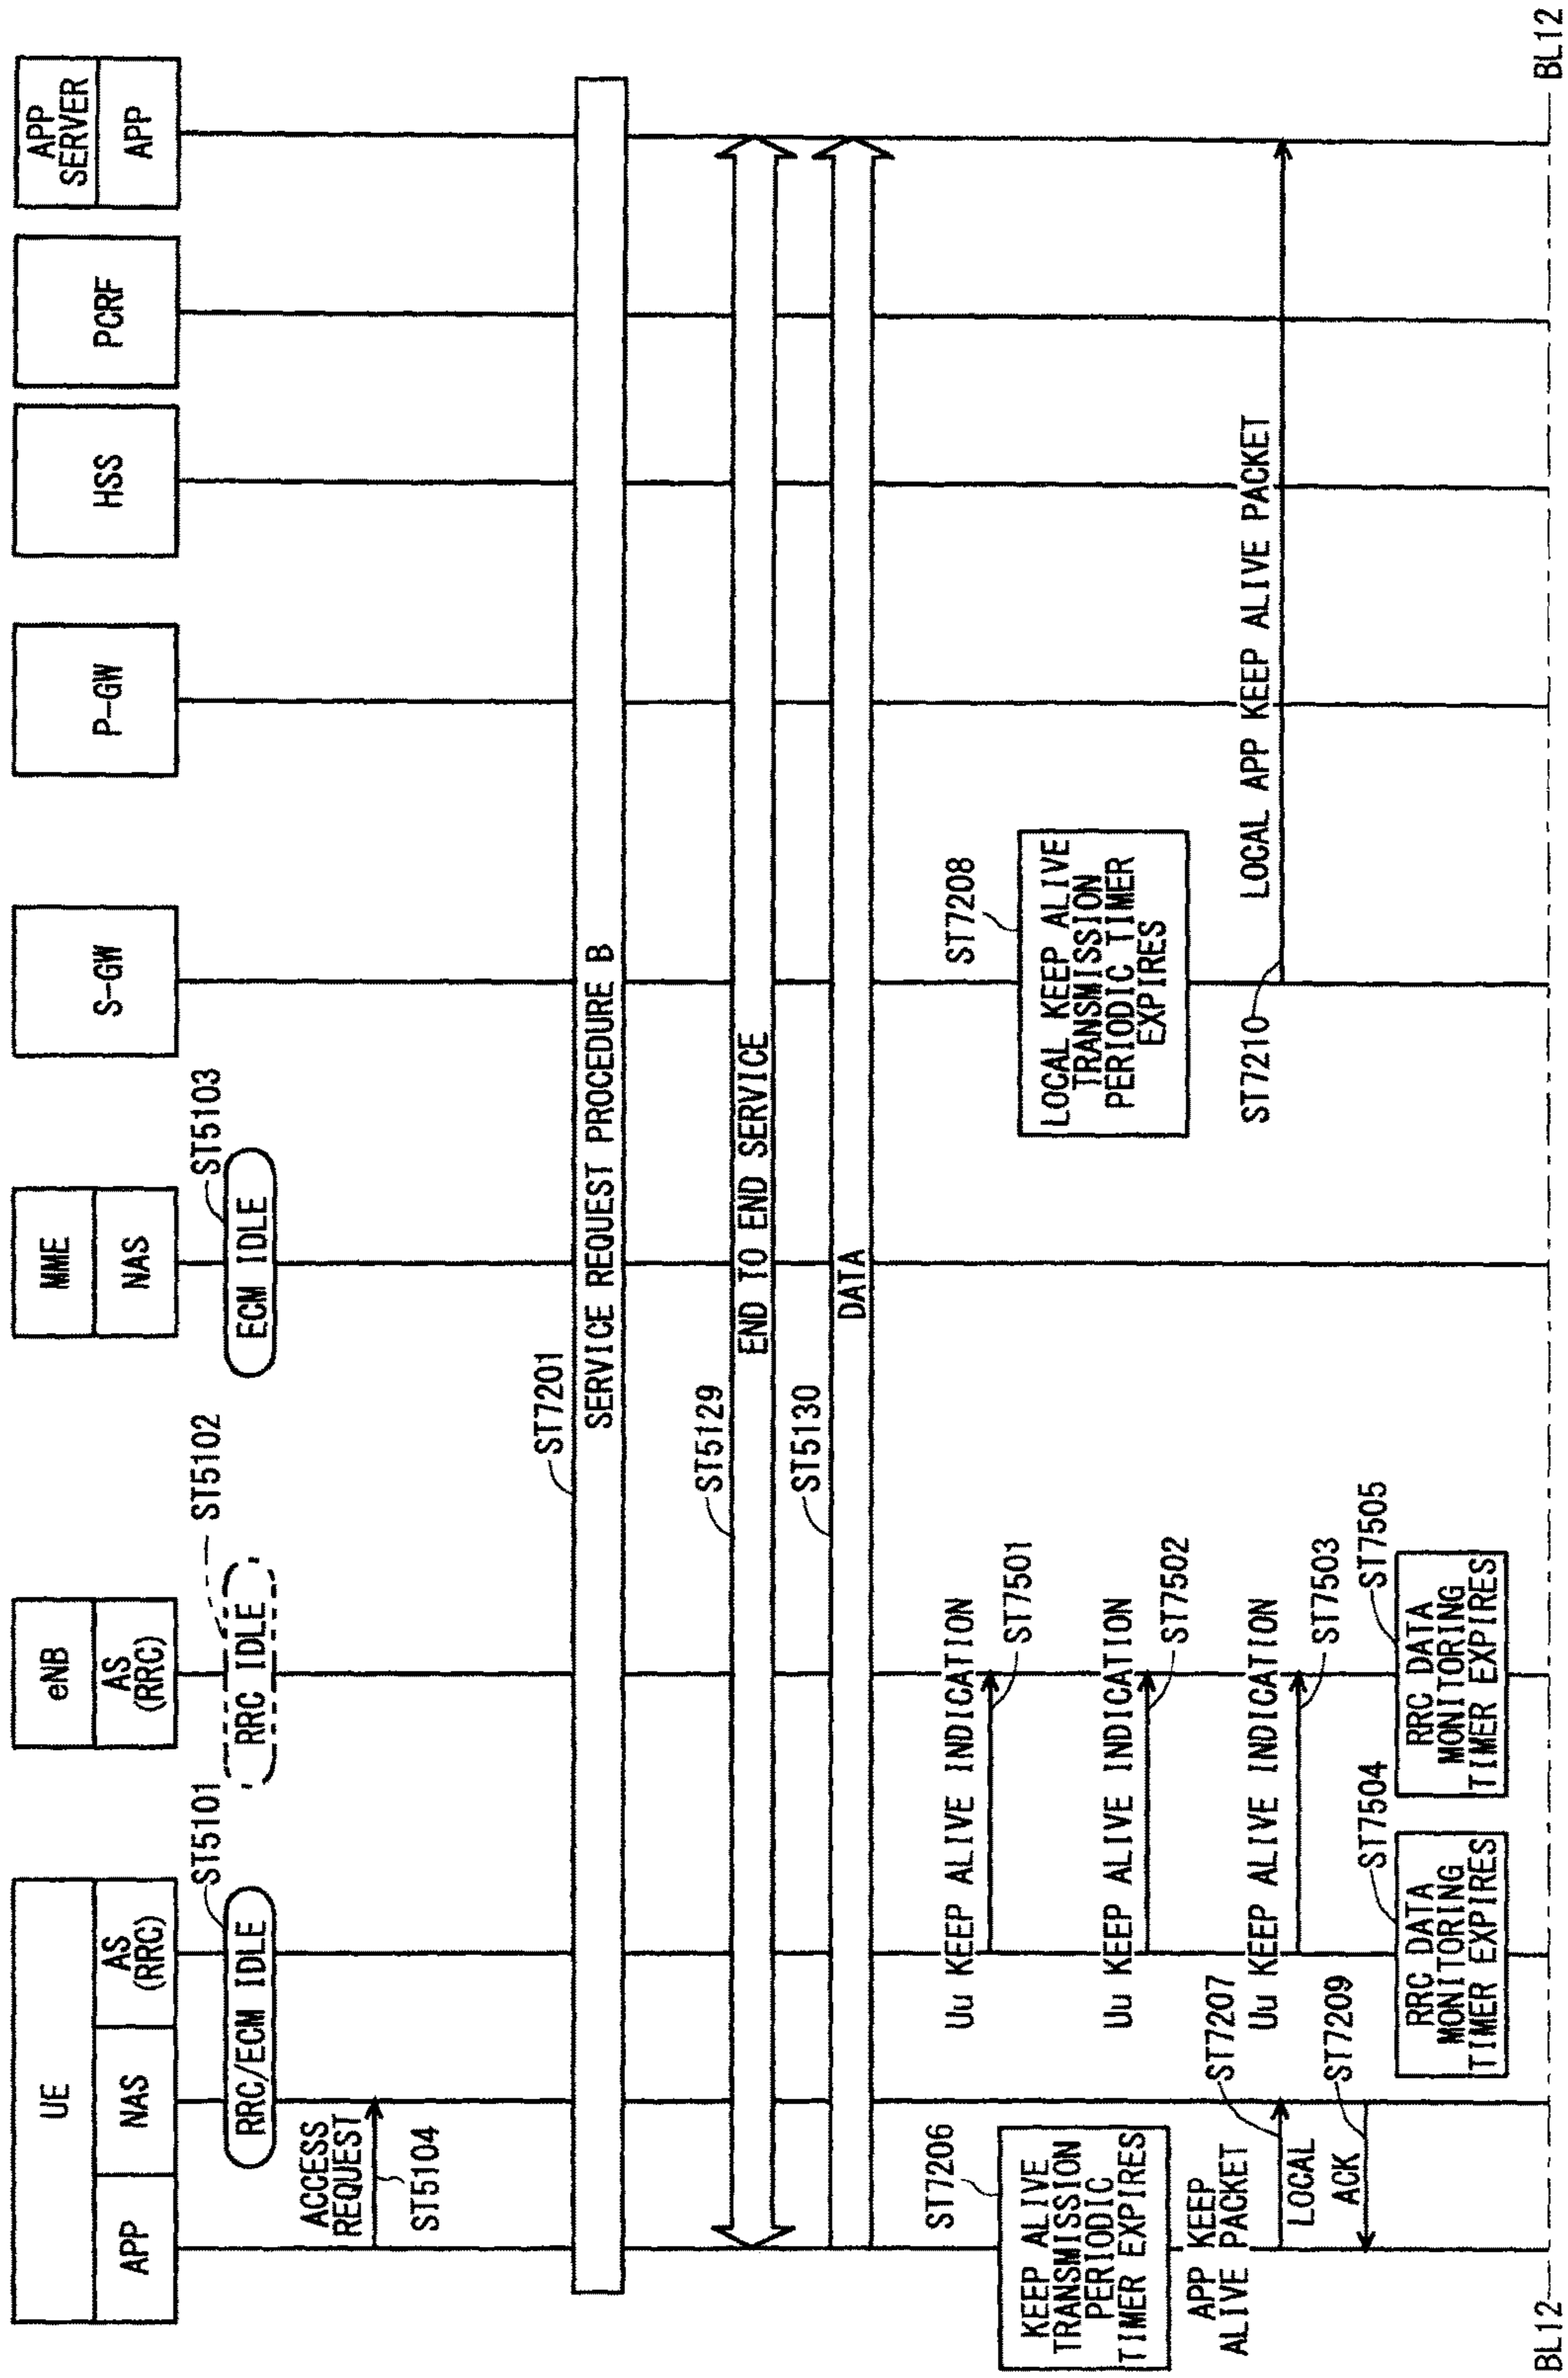 UE
APP
NAS
AS
(RRC)
eNB
AS
(RRC)
MME
NAS
S-GW
P-GW
HSS
PCRF
APP
SERVER
APP
ST5101
RRC/ECM IDLE
ST5102
RRC IDLE
ST5103
ECM IDLE
ACCESS
REQUEST
ST5104
ST7201
SERVICE REQUEST PROCEDURE B
ST5129
END TO END SERVICE
ST5130
DATA
Uu KEEP ALIVE INDICATION
ST7501
ST7206
KEEP ALIVE
TRANSMISSION
PERIODIC
TIMER EXPIRES
ST7208
LOCAL KEEP ALIVE
TRANSMISSION
PERIODIC TIMER
EXPIRES
Uu KEEP ALIVE INDICATION
ST7502
APP KEEP
ALIVE PACKET
ST7207
Uu KEEP ALIVE INDICATION
ST7503
ST7210
LOCAL APP KEEP ALIVE PACKET
LOCAL
ACK
ST7209
ST7504
RRC DATA
MONITORING
TIMER EXPIRES
ST7505
RRC DATA
MONITORING
TIMER EXPIRES
BL12
BL12